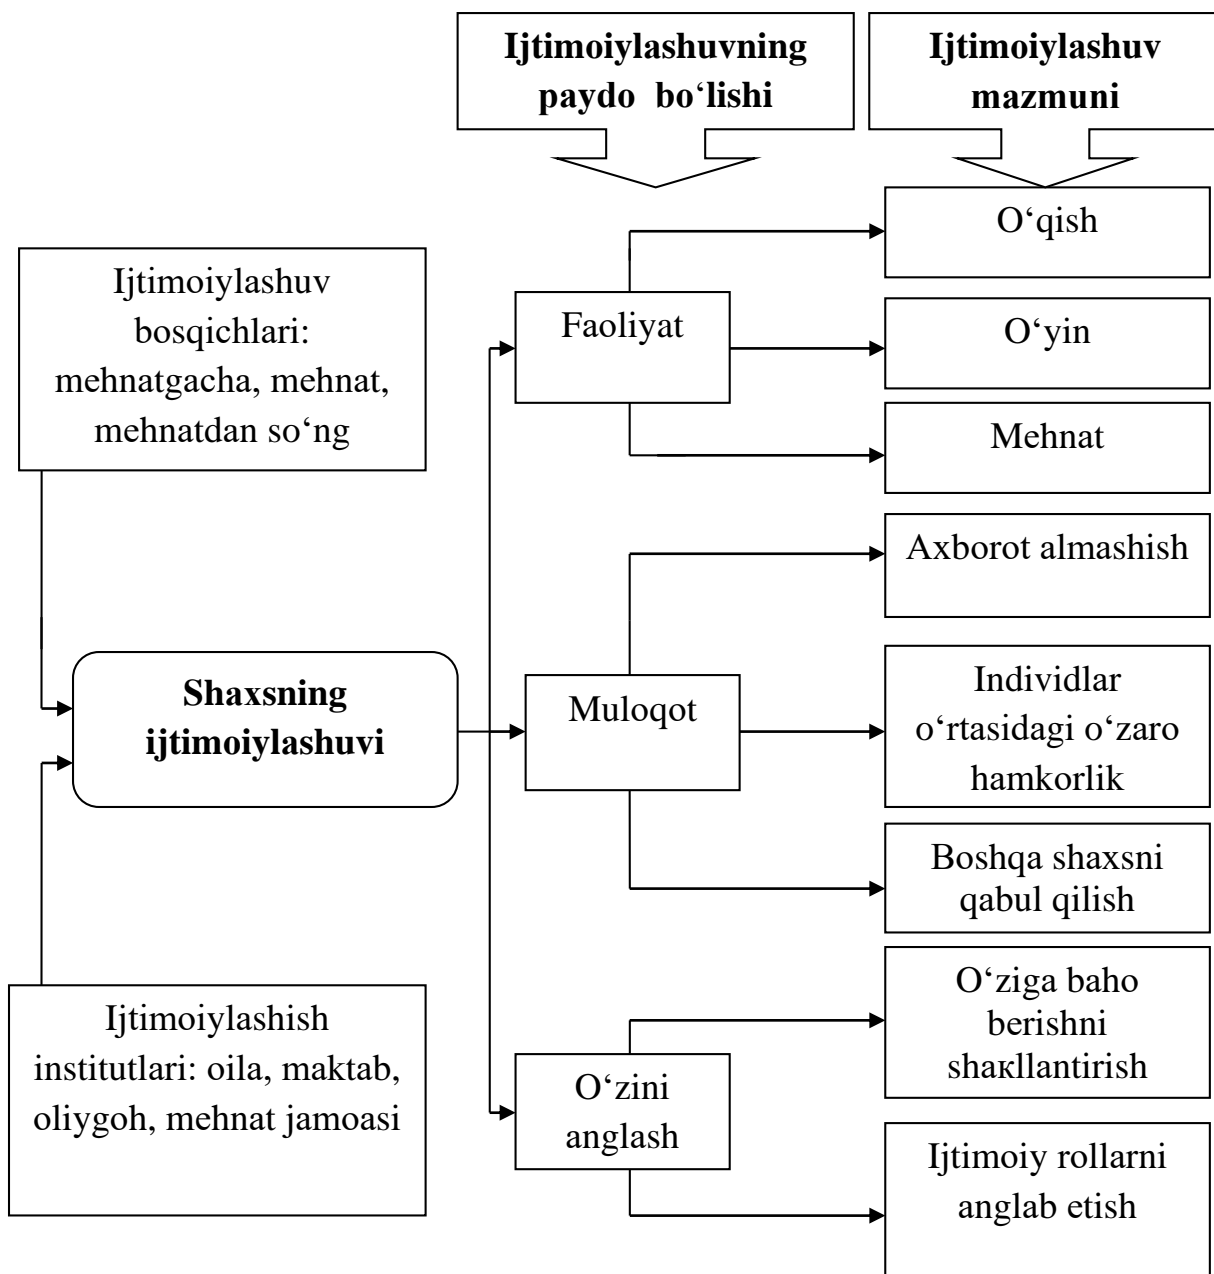 Ijtimoiylashuvning
paydo bo‘lishi
Ijtimoiylashuv
mazmuni
Ijtimoiylashuv
bosqichlari:
mehnatgacha, mehnat,
mehnatdan so‘ng
Shaxsning
ijtimoiylashuvi
Ijtimoiylashish
institutlari: oila, maktab,
oliygoh, mehnat jamoasi
Faoliyat
O‘qish
O‘yin
Mehnat
Muloqot
Axborot almashish
Individlar
o‘rtasidagi o‘zaro
hamkorlik
Boshqa shaxsni
qabul qilish
O‘zini
anglash
O‘ziga baho
berishni
shaкllantirish
Ijtimoiy rollarni
anglab etish